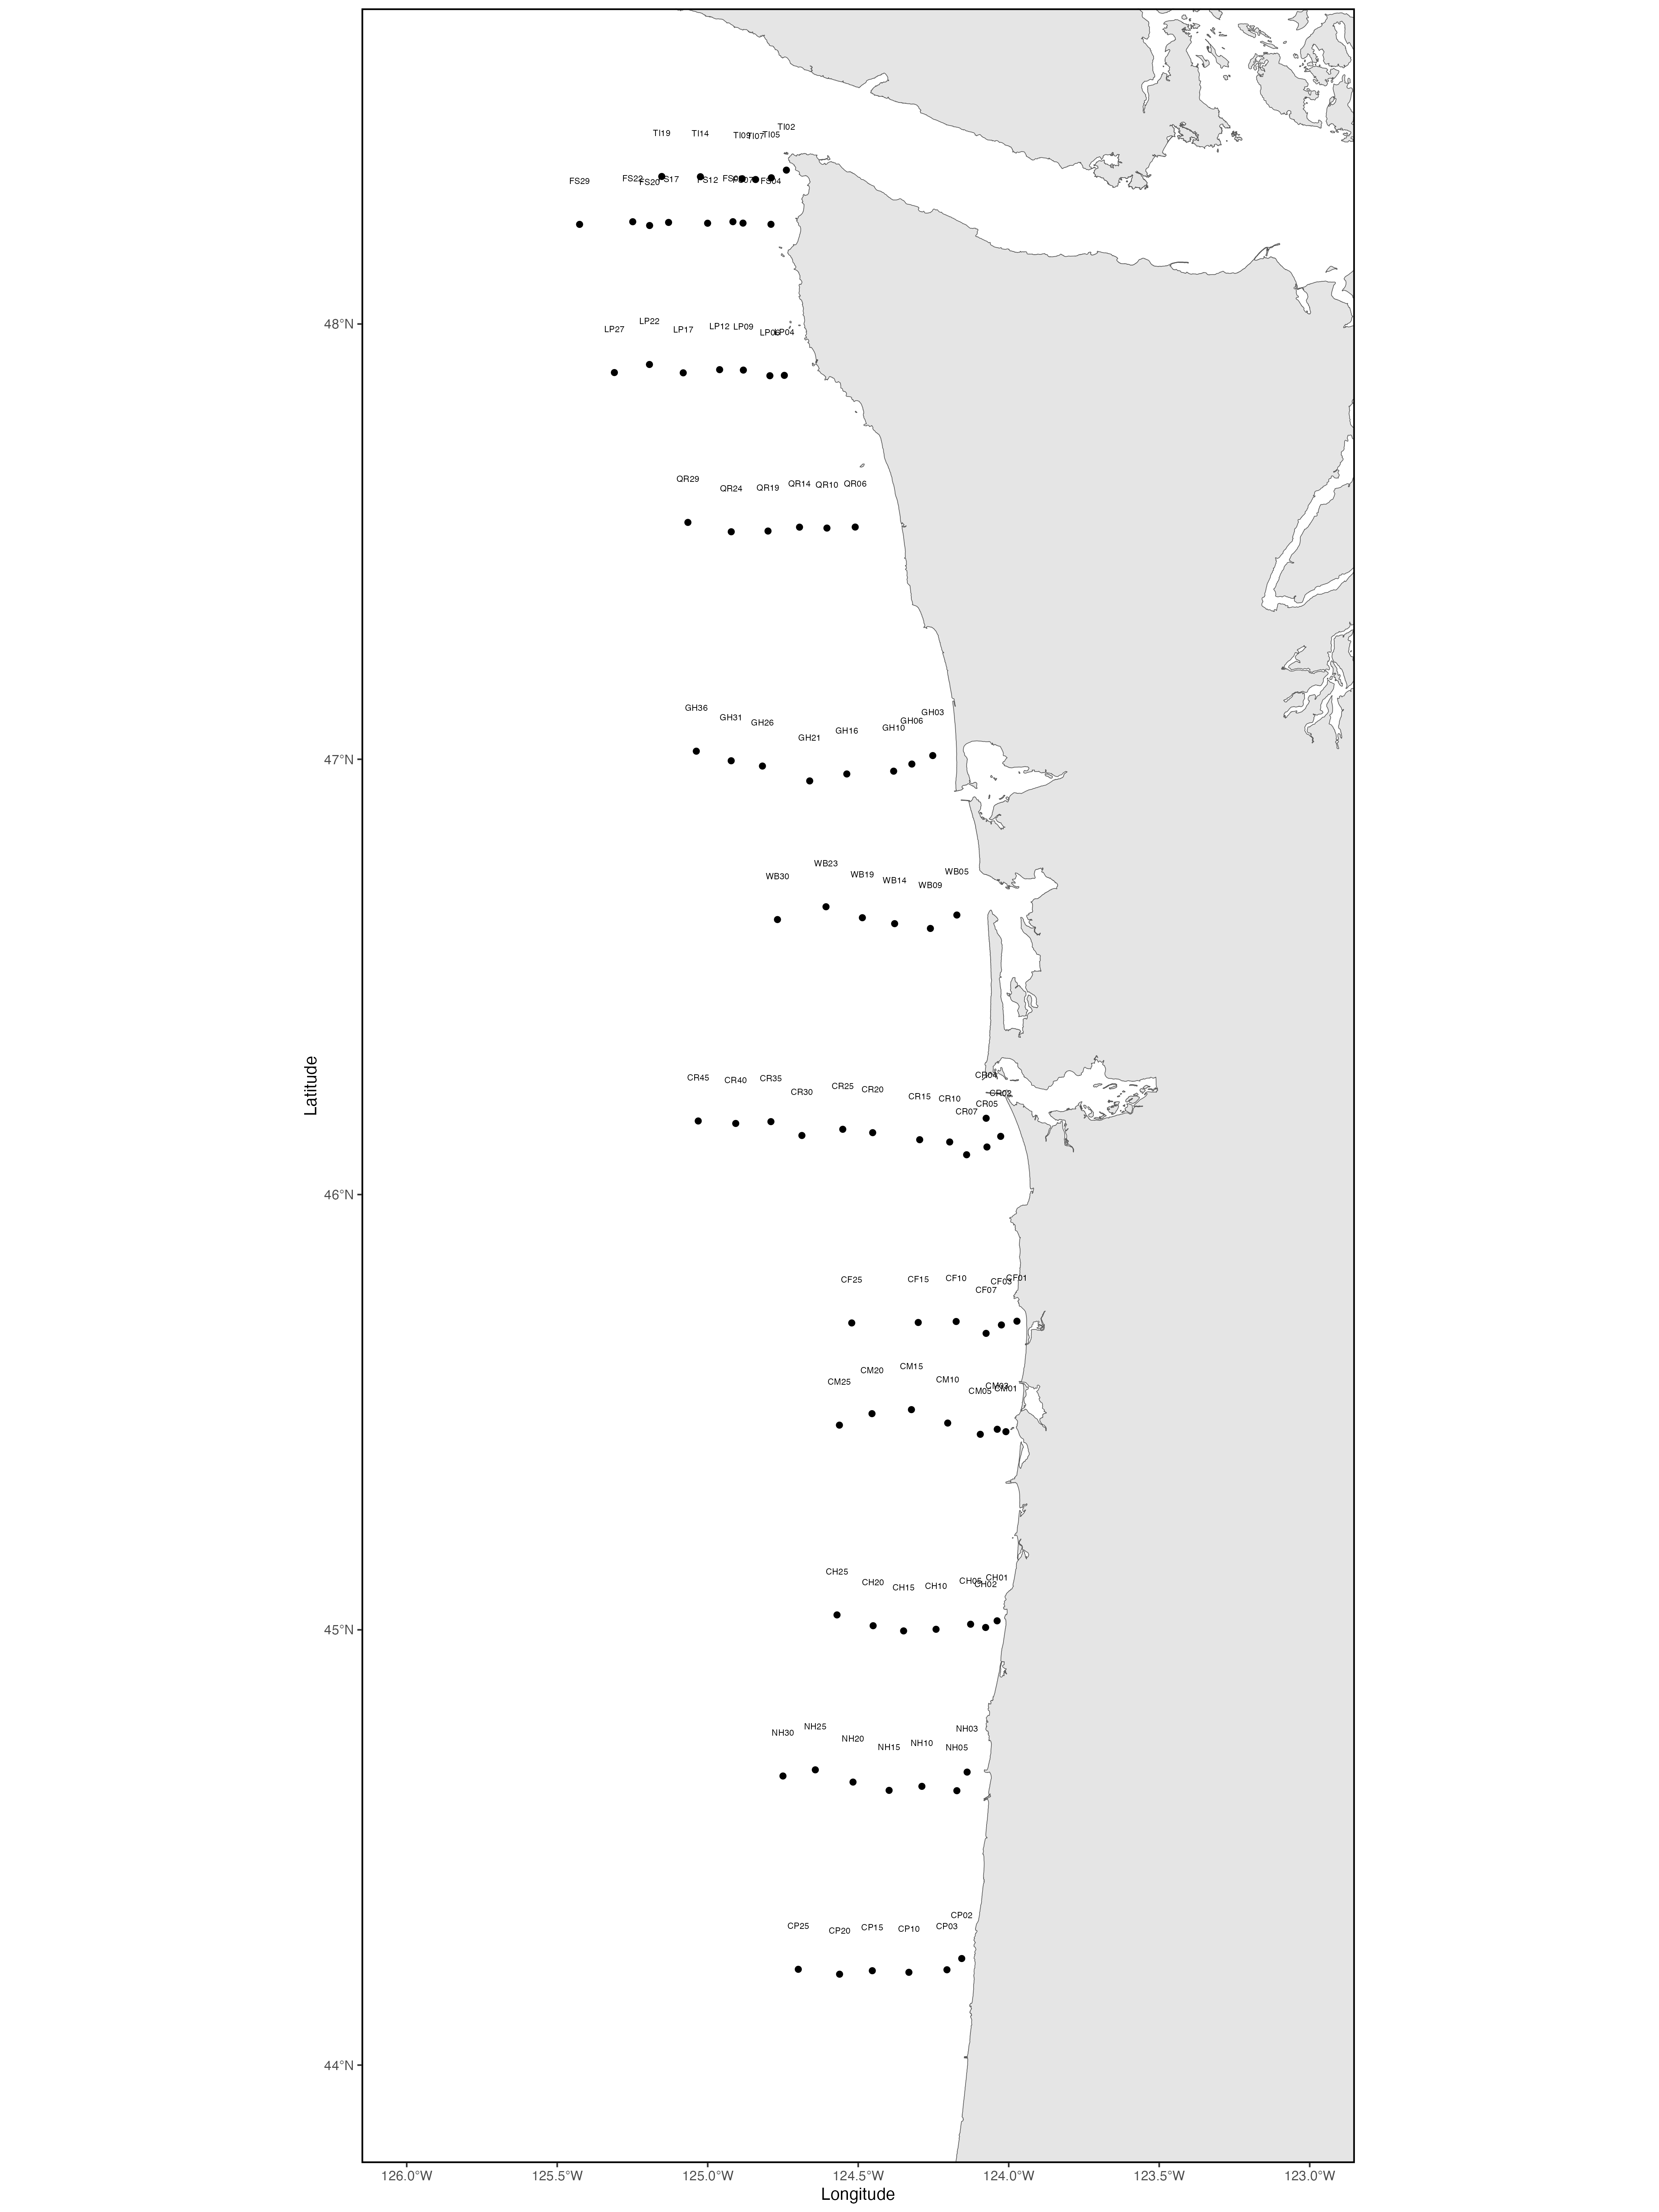 TI02
TI19 TI14 TI09 TI07 TI05
FS29 FS22 FS20 FS17 FS12 FS09 FS07 FS04
48°N
LP27 LP22 LP17 LP12 LP09 LP06 LP04
QR29 QR24 QR19 QR14 QR10 QR06
GH36 GH31 GH26 GH21 GH16 GH10 GH06 GH03
47°N
WB30 WB23 WB19 WB14 WB09 WB05
CR45 CR40 CR35 CR30 CR25 CR20 CR15 CR10 CR07 CR05 CR04 CR02
Latitude
46°N
CF25 CF15 CF10 CF07 CF03 CF01
CM25 CM20 CM15 CM10 CM05 CM03 CM01
CH25 CH20 CH15 CH10 CH05 CH02 CH01
45°N
NH30 NH25 NH20 NH15 NH10 NH05 NH03
CP25 CP20 CP15 CP10 CP03 CP02
44°N
126.0°W 125.5°W 125.0°W 124.5°W 124.0°W 123.5°W 123.0°W
Longitude